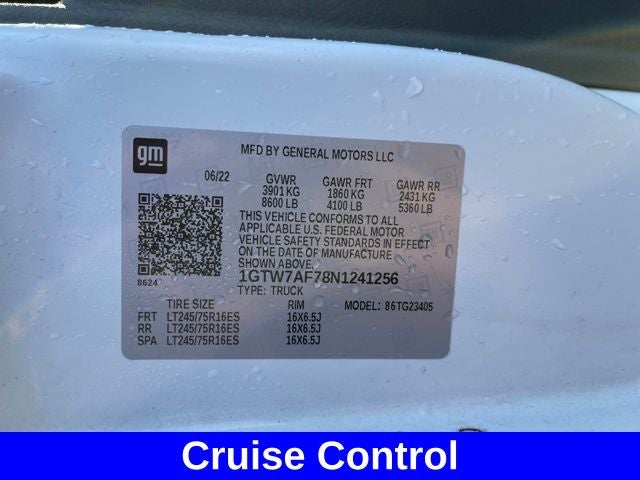 gm
MFD BY GENERAL MOTORS LLC
06/22 GVWR GAWR FRT GAWR RR
3901 KG 1860 KG 2431 KG
8600 LB 4100 LB 5360 LB
THIS VEHICLE CONFORMS TO ALL
APPLICABLE U.S. FEDERAL MOTOR
VEHICLE SAFETY STANDARDS IN EFFECT
ON THE DATE OF MANUFACTURE
SHOWN ABOVE.
1GTW7AF78N1241256
8624 TYPE: TRUCK
TIRE SIZE RIM MODEL: 86TG23405
FRT LT245/75R16ES 16X6.5J
RR LT245/75R16ES 16X6.5J
SPA LT245/75R16ES 16X6.5J
Cruise Control